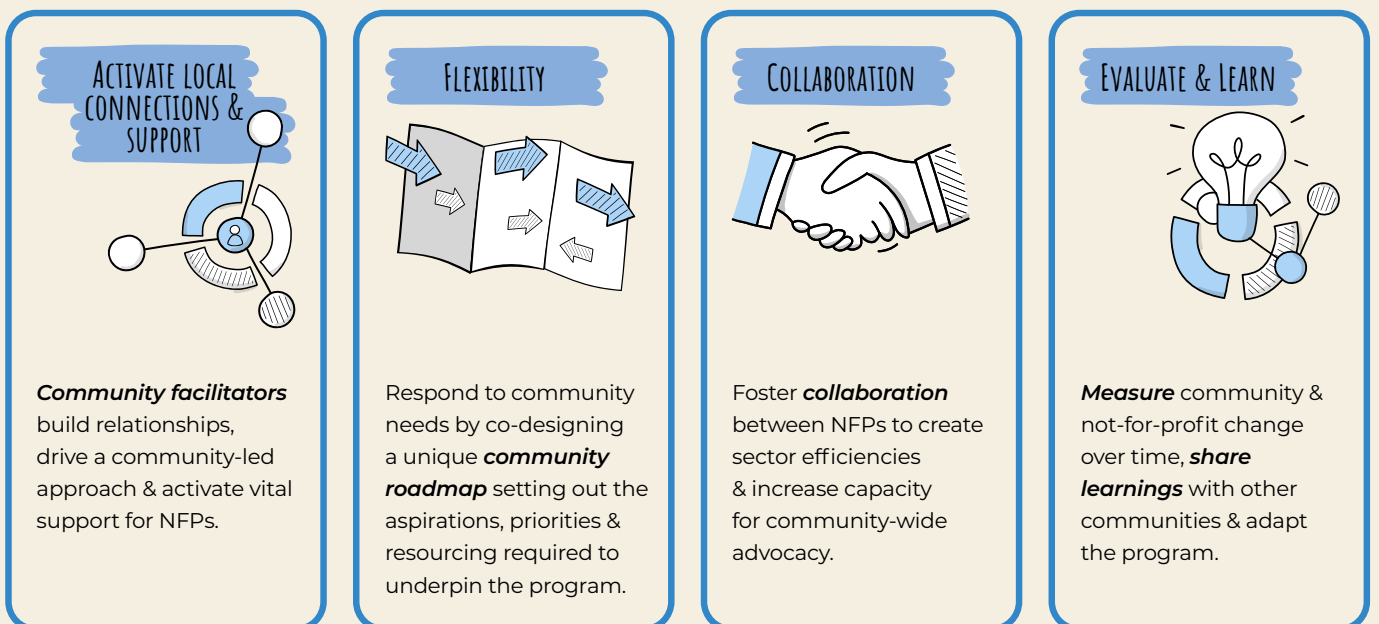 Activate local
connections &
support
Community facilitators
build relationships,
drive a community-led
approach & activate vital
support for NFPs.
Flexibility
Respond to community
needs by co-designing
a unique community
roadmap setting out the
aspirations, priorities &
resourcing required to
underpin the program.
Collaboration
Foster collaboration
between NFPs to create
sector efficiencies
& increase capacity
for community-wide
advocacy.
Evaluate & Learn
Measure community &
not-for-profit change
over time, share
learnings with other
communities & adapt
the program.